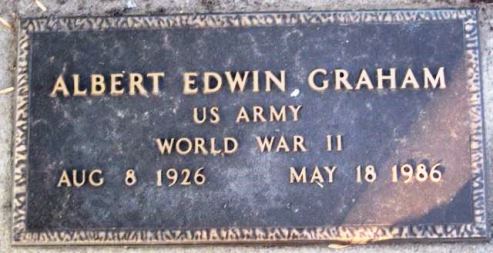 ALBERT EDWIN GRAHAM
US ARMY
WORLD WAR II
AUG 8 1926 MAY 18 1986